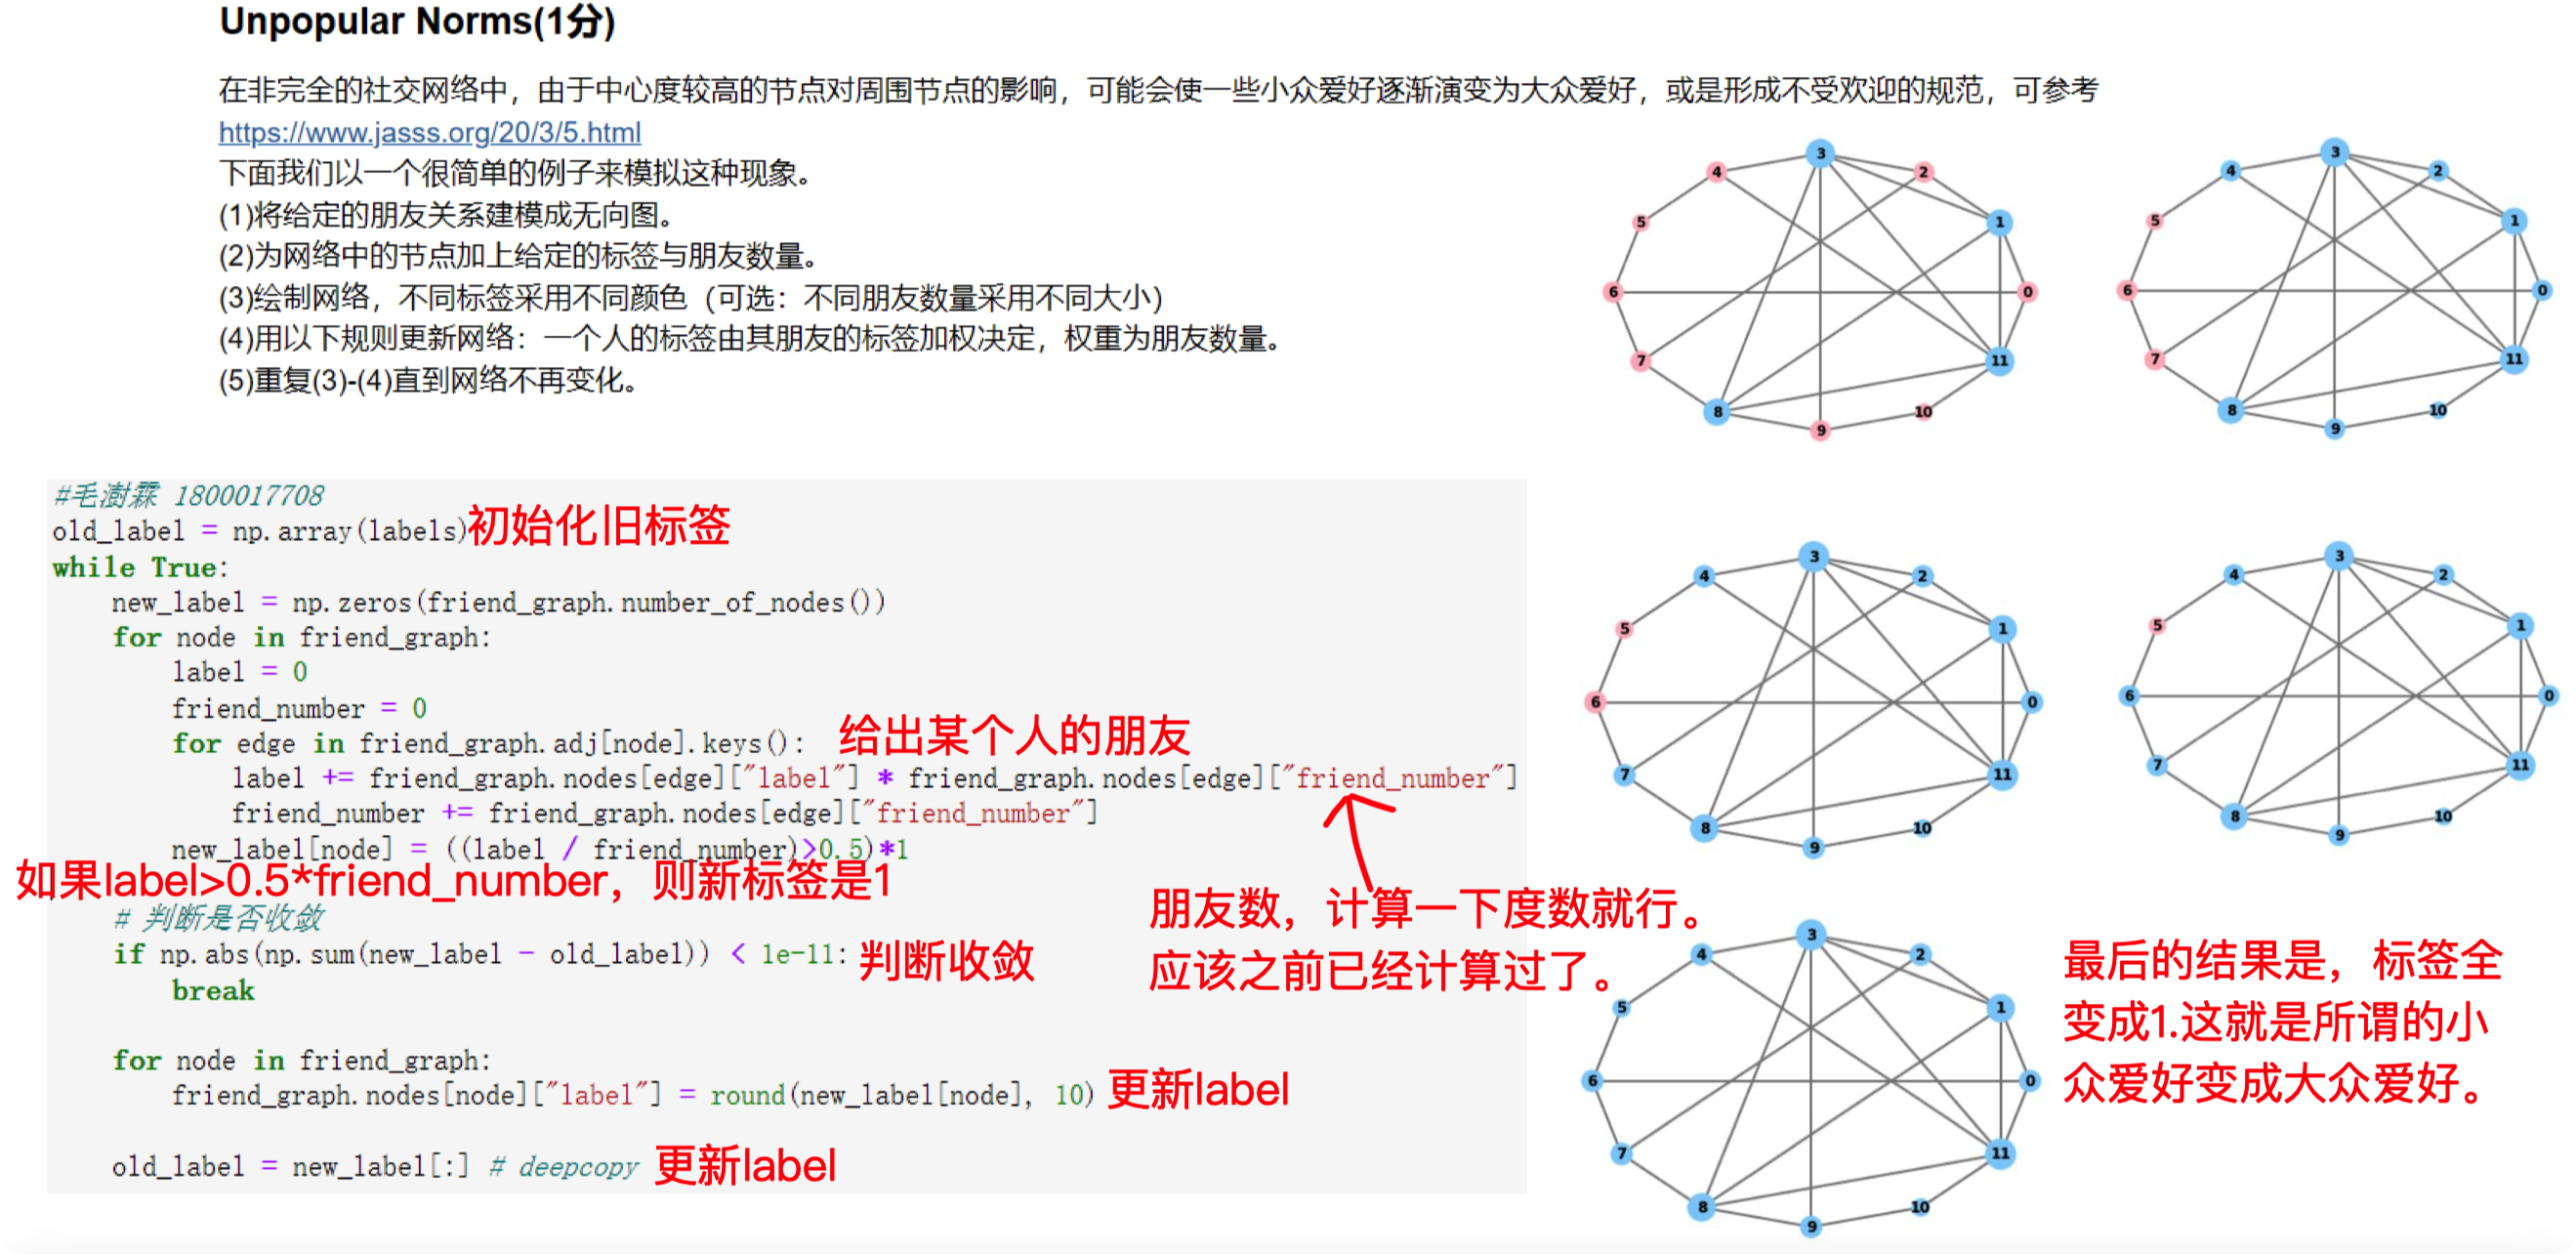 Unpopular Norms(1分)
在非完全的社交网络中，由于中心度较高的节点对周围节点的影响，可能会使一些小众爱好逐渐演变为大众爱好，或是形成不受欢迎的规范，可参考
https://www.jasss.org/20/3/5.html
下面我们以一个很简单的例子来模拟这种现象。
(1)将给定的朋友关系建模成无向图。
(2)为网络中的节点加上给定的标签与朋友数量。
(3)绘制网络，不同标签采用不同颜色（可选：不同朋友数量采用不同大小)
(4)用以下规则更新网络：一个人的标签由其朋友的标签加权决定，权重为朋友数量。
(5)重复(3)-(4)直到网络不再变化。
3
4
2
5
1
6
0
7
11
8
10
9
3
4
2
5
1
6
0
7
11
8
10
9
#毛澍霖 1800017708
old_label = np.array(labels)初始化旧标签
while True:
new_label = np.zeros(friend_graph.number_of_nodes())
for node in friend_graph:
label = 0
friend_number = 0
for edge in friend_graph.adj[node].keys(): 给出某个人的朋友
label += friend_graph.nodes[edge]["label"] * friend_graph.nodes[edge]["friend_number"]
friend_number += friend_graph.nodes[edge]["friend_number"]
new_label[node] = ((label / friend_number)>0.5)*1
如果label>0.5*friend_number，则新标签是1
朋友数，计算一下度数就行。
应该之前已经计算过了。
# 判断是否收敛
if np.abs(np.sum(new_label - old_label)) < 1e-11: 判断收敛
break
for node in friend_graph:
friend_graph.nodes[node]["label"] = round(new_label[node], 10) 更新label
old_label = new_label[:] # deepcopy 更新label
3
4
2
5
1
6
0
7
11
8
10
9
3
4
2
5
1
6
0
7
11
8
10
9
3
4
2
5
1
6
0
7
11
8
10
9
最后的结果是，标签全
变成1.这就是所谓的小
众爱好变成大众爱好。